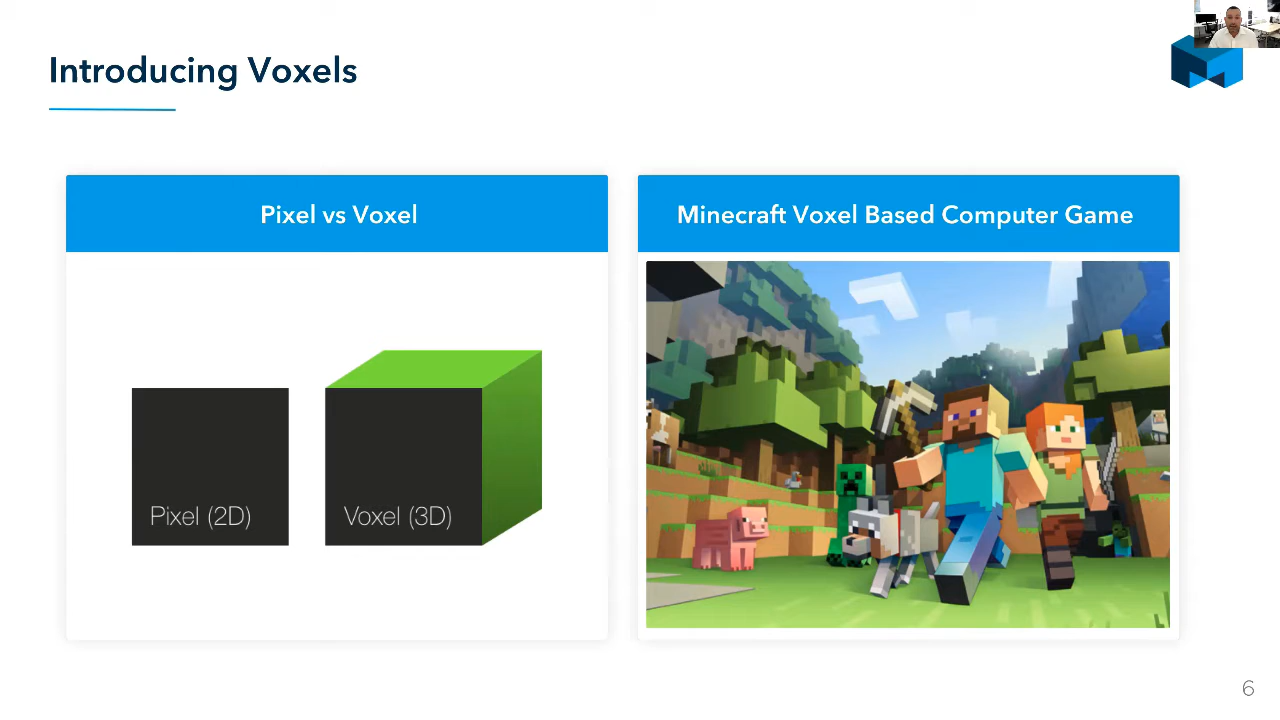 Introducing Voxels
Pixel vs Voxel
Pixel (2D)
Voxel (3D)
Minecraft Voxel Based Computer Game
6